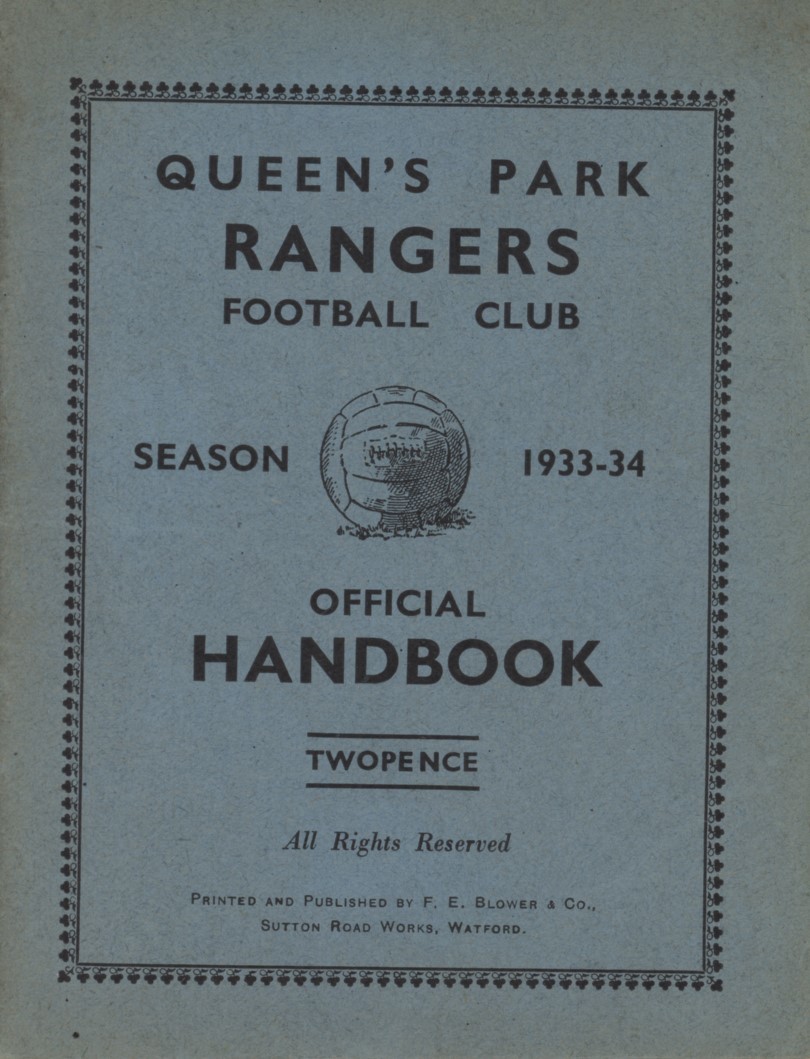 QUEEN'S PARK
RANGERS
FOOTBALL CLUB
SEASON 1933-34
OFFICIAL
HANDBOOK
TWOPENCE
All Rights Reserved
PRINTED AND PUBLISHED BY F. E. BLOWER & CO.,
SUTTON ROAD WORKS, WATFORD.